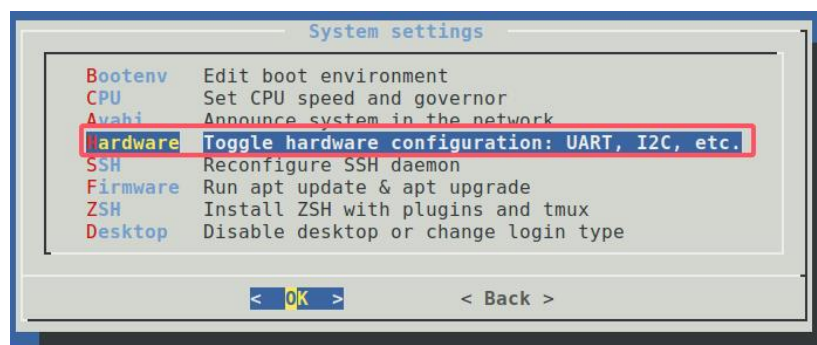 System settings
Bootenv Edit boot environment
CPU Set CPU speed and governor
Avahi Announce system in the network
Hardware Toggle hardware configuration: UART, I2C, etc.
SSH Reconfigure SSH daemon
Firmware Run apt update & apt upgrade
ZSH Install ZSH with plugins and tmux
Desktop Disable desktop or change login type
< OK > < Back >